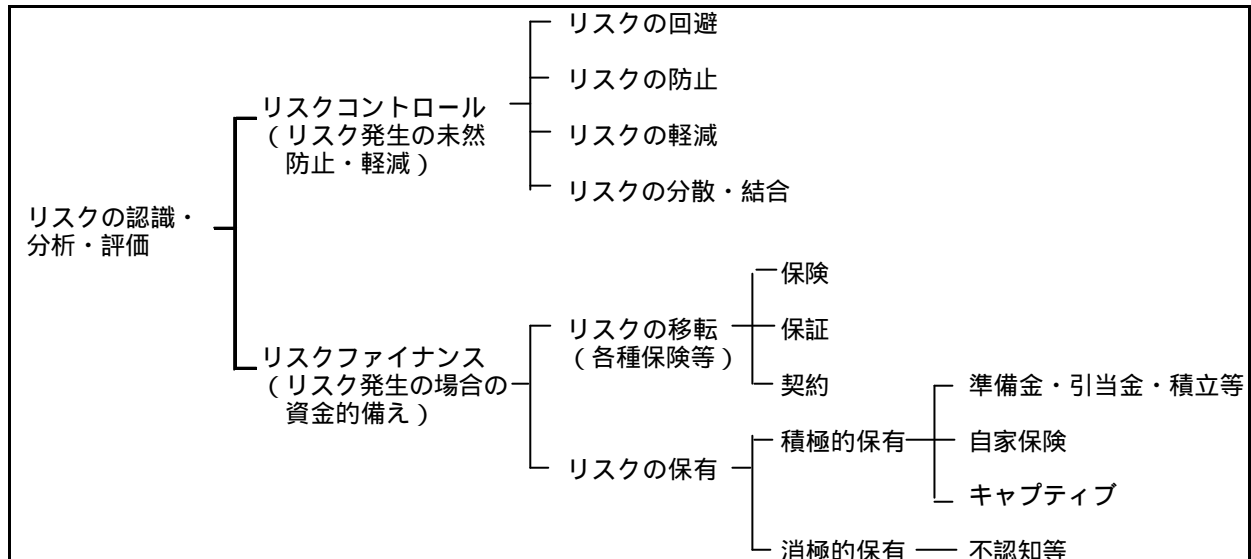 リスクの認識・
分析・評価
リスクコントロール
（リスク発生の未然
防止・軽減）
リスクの回避
リスクの防止
リスクの軽減
リスクの分散・結合
リスクファイナンス
（リスク発生の場合の
資金的備え）
リスクの移転
（各種保険等）
保険
保証
契約
リスクの保有
積極的保有
準備金・引当金・積立等
自家保険
キャプティブ
消極的保有
不認知等